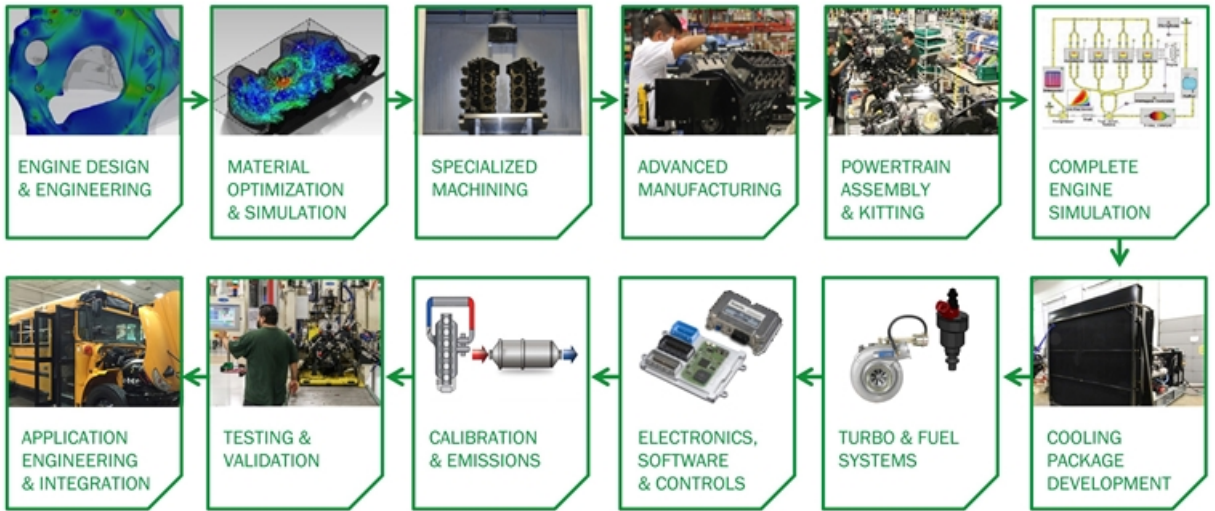 ENGINE DESIGN
& ENGINEERING
MATERIAL
OPTIMIZATION
& SIMULATION
SPECIALIZED
MACHINING
ADVANCED
MANUFACTURING
POWERTRAIN
ASSEMBLY
& KITTING
COMPLETE
ENGINE
SIMULATION
COOLING
PACKAGE
DEVELOPMENT
TURBO & FUEL
SYSTEMS
ELECTRONICS,
SOFTWARE
& CONTROLS
CALIBRATION
& EMISSIONS
TESTING &
VALIDATION
APPLICATION
ENGINEERING
& INTEGRATION